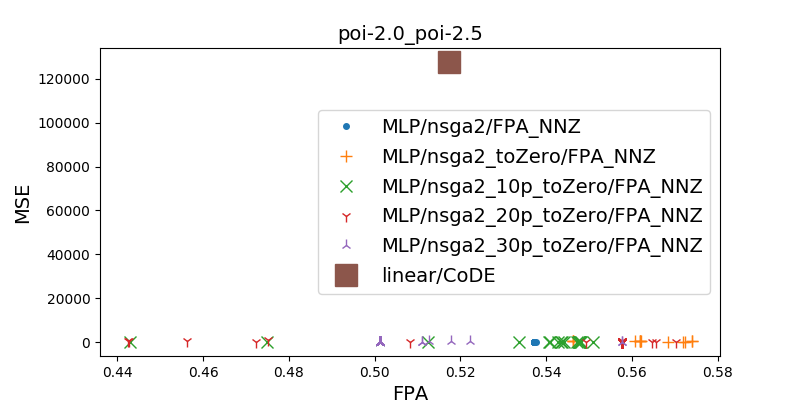 poi-2.0_poi-2.5
120000
100000
80000
60000
40000
20000
0
MSE
MLP/nsga2/FPA_NNZ
MLP/nsga2_toZero/FPA_NNZ
MLP/nsga2_10p_toZero/FPA_NNZ
MLP/nsga2_20p_toZero/FPA_NNZ
MLP/nsga2_30p_toZero/FPA_NNZ
linear/CoDE
0.44 0.46 0.48 0.50 0.52 0.54 0.56 0.58
FPA